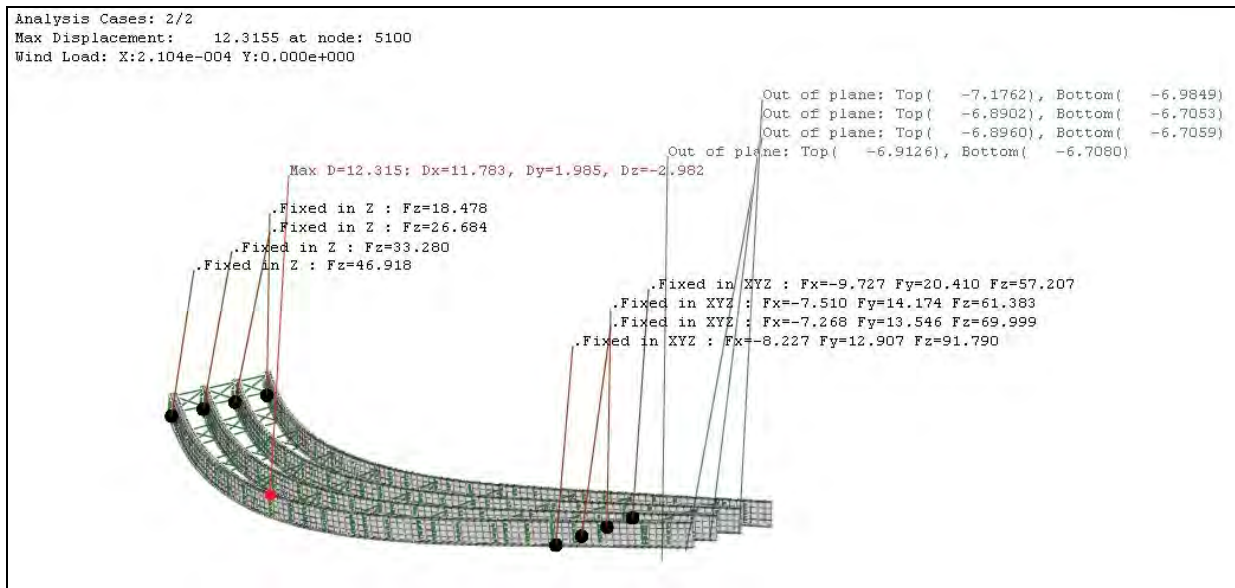 Analysis Cases: 2/2
Max Displacement: 12.3155 at node: 5100
Wind Load: X:2.104e-004 Y:0.000e+000
Out of plane: Top( -7.1762), Bottom( -6.9849)
Out of plane: Top( -6.8902), Bottom( -6.7053)
Out of plane: Top( -6.8960), Bottom( -6.7059)
Out of plane: Top( -6.9126), Bottom( -6.7080)
Max D=12.315: Dx=11.783, Dy=1.985, Dz=-2.982
.Fixed in Z : Fz=18.478
.Fixed in Z : Fz=26.684
.Fixed in Z : Fz=33.280
.Fixed in Z : Fz=46.918
.Fixed in XYZ : Fx=-9.727 Fy=20.410 Fz=57.207
.Fixed in XYZ : Fx=-7.510 Fy=14.174 Fz=61.383
.Fixed in XYZ : Fx=-7.268 Fy=13.546 Fz=69.999
.Fixed in XYZ : Fx=-8.227 Fy=12.907 Fz=91.790